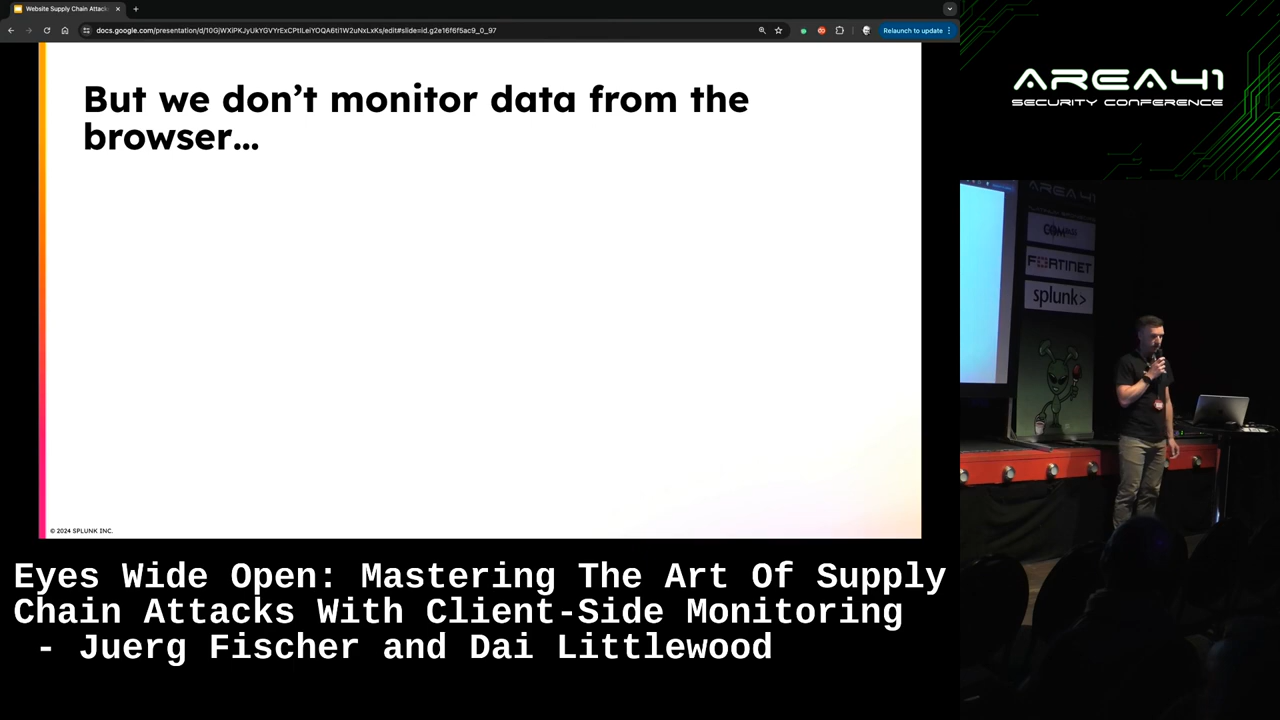 Website Supply Chain Attack
docs.google.com/presentation/d/10GjWXiPKJyUkYGVYrExCPtlLeiYOQA6ti1W2uNxLxKs/edit#slide=id.g2e16f6f5ac9_0_97
Relaunch to update
But we don't monitor data from the
browser...
© 2024 SPLUNK INC.
AREA41
SECURITY CONFERENCE
AREA41
FORTINET
splunk>
Eyes Wide Open: Mastering The Art Of Supply
Chain Attacks With Client-Side Monitoring
- Juerg Fischer and Dai Littlewood